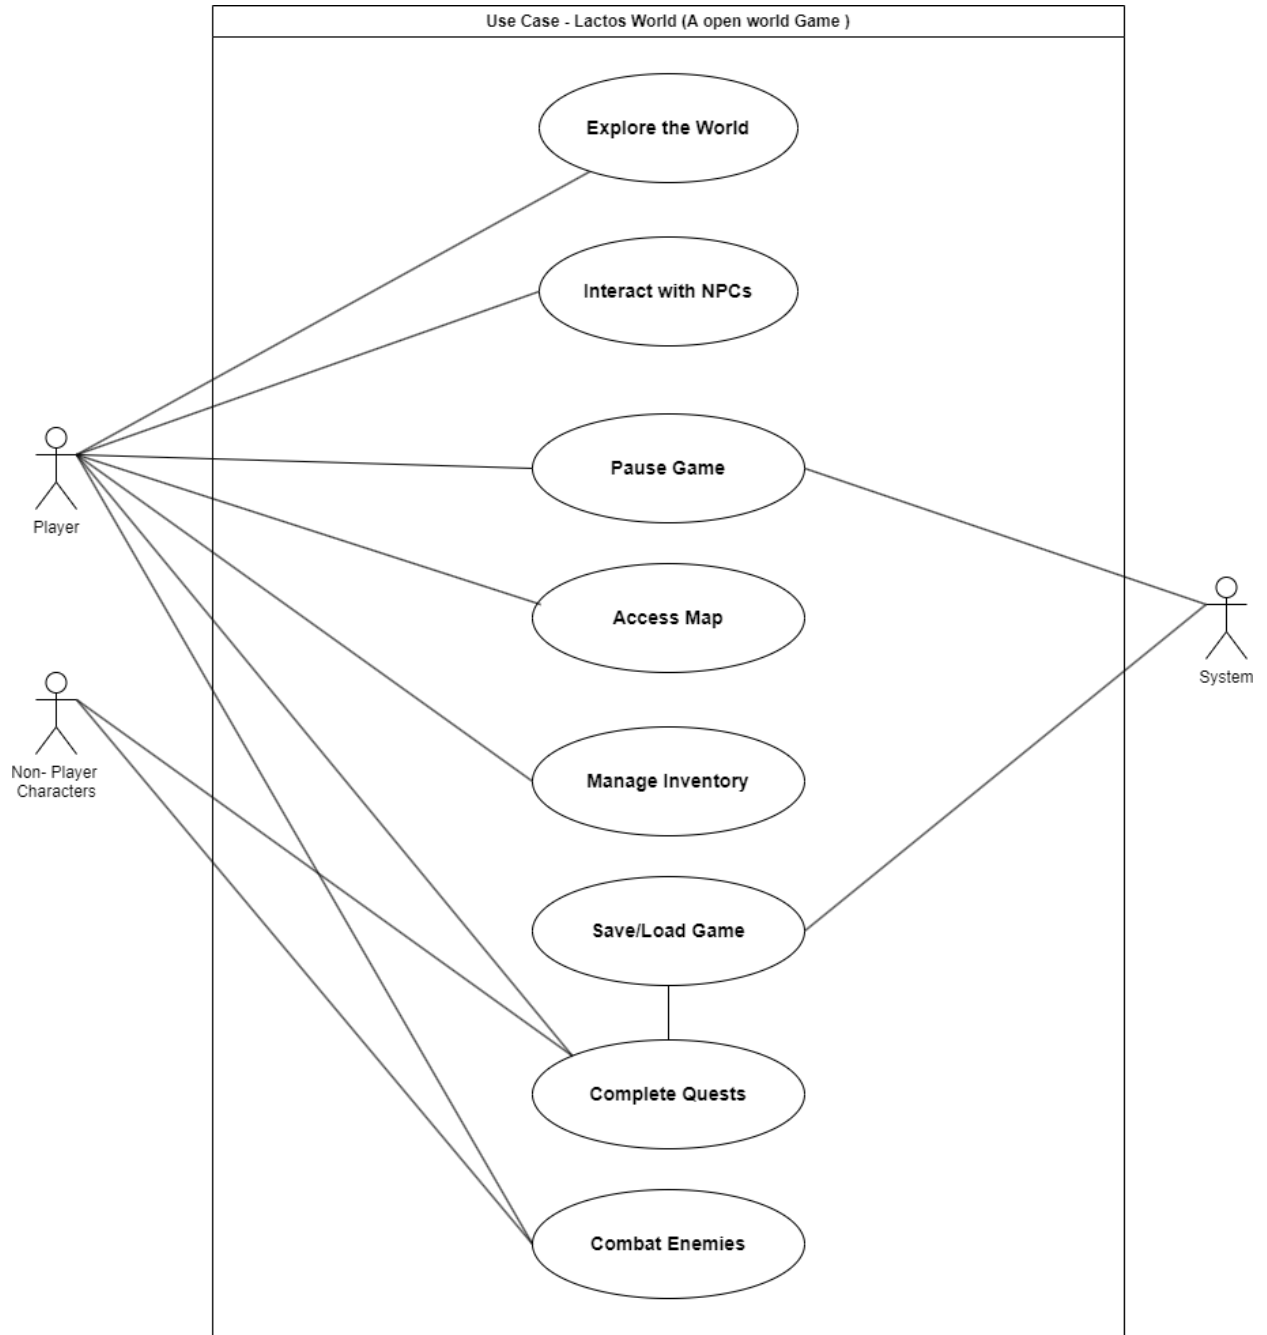 Use Case - Lactos World (A open world Game )
Explore the World
Interact with NPCs
Pause Game
Player
Access Map
System
Non- Player
Characters
Manage Inventory
Save/Load Game
Complete Quests
Combat Enemies